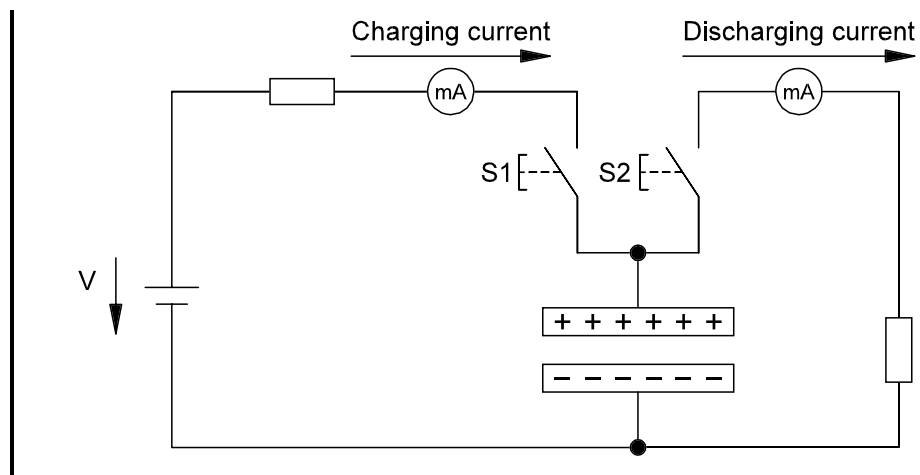 Charging current
Discharging current
mA
mA
S1
S2
V
+ + + + + +
− − − − − −